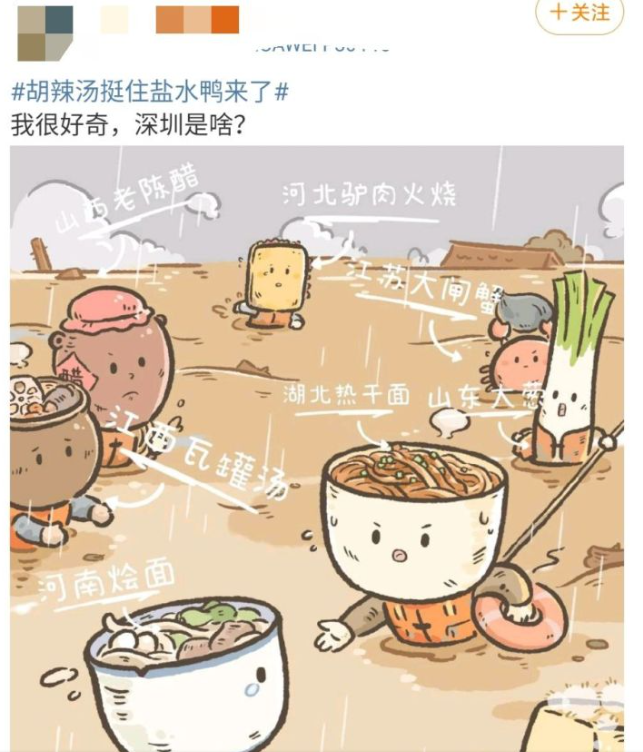 +关注
#胡辣汤挺住盐水鸭来了#
我很好奇，深圳是啥？
山西老陈醋
河北驴肉火烧
江苏大闸蟹
湖北热干面
山东大葱
醋
江西瓦罐汤
河南烩面